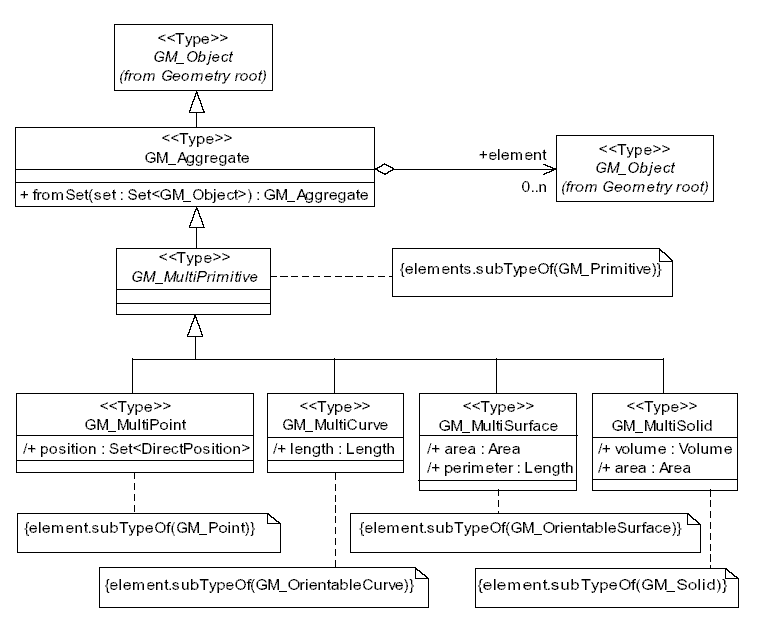 <<Type>>
GM_Object
(from Geometry root)
<<Type>>
GM_Aggregate
+ fromSet(set : Set<GM_Object>) : GM_Aggregate
+element
0..n
<<Type>>
GM_Object
(from Geometry root)
<<Type>>
GM_MultiPrimitive
{elements.subTypeOf(GM_Primitive)}
<<Type>>
GM_MultiPoint
/+ position : Set<DirectPosition>
<<Type>>
GM_MultiCurve
/+ length : Length
<<Type>>
GM_MultiSurface
/+ area : Area
/+ perimeter : Length
<<Type>>
GM_MultiSolid
/+ volume : Volume
/+ area : Area
{element.subTypeOf(GM_Point)}
{element.subTypeOf(GM_OrientableSurface)}
{element.subTypeOf(GM_OrientableCurve)}
{element.subTypeOf(GM_Solid)}